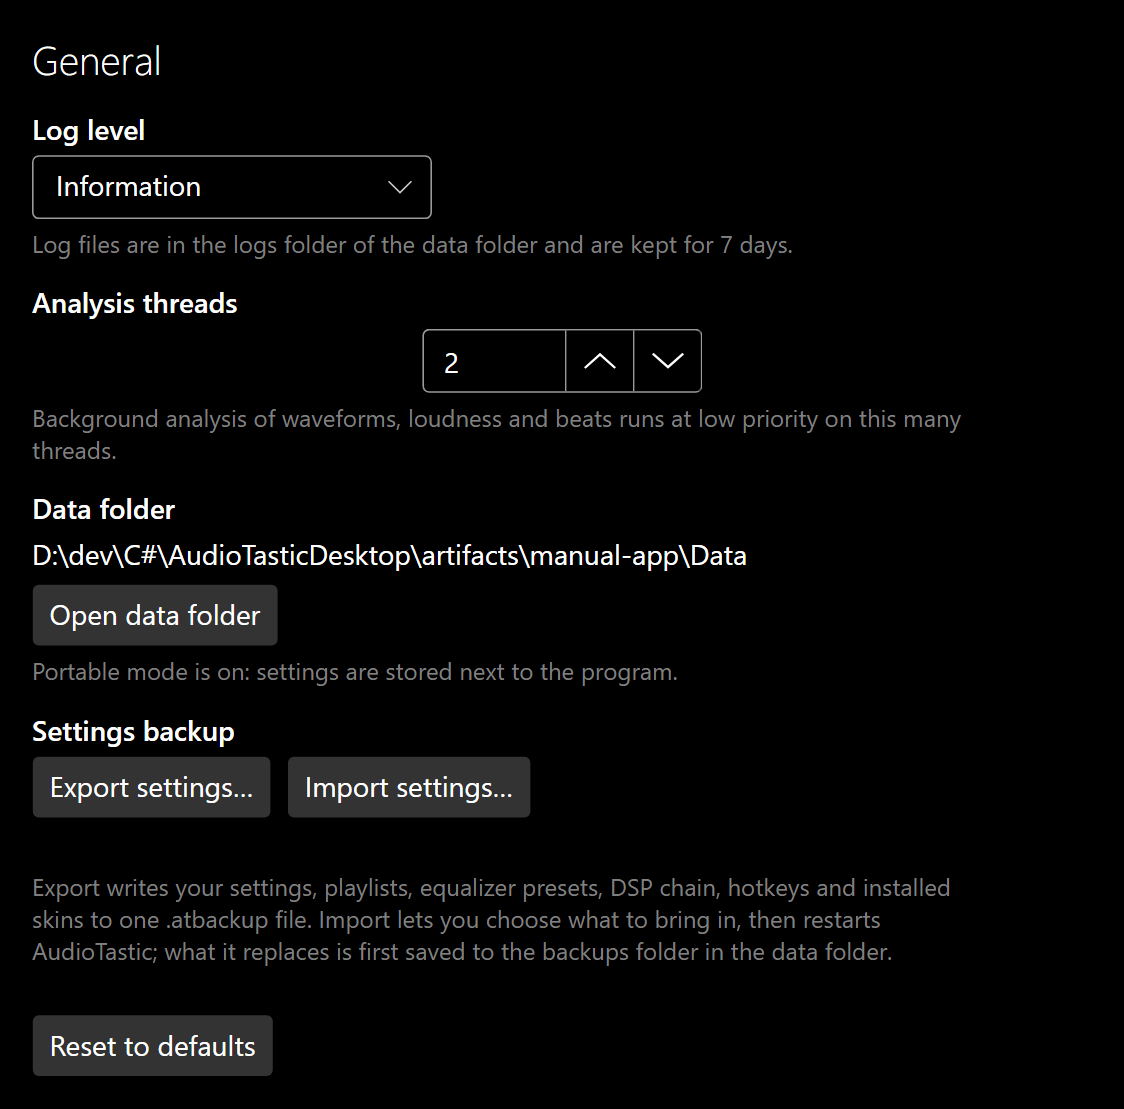 General
Log level
Information
Log files are in the logs folder of the data folder and are kept for 7 days.
Analysis threads
2
Background analysis of waveforms, loudness and beats runs at low priority on this many
threads.
Data folder
D:\dev\C#\AudioTasticDesktop\artifacts\manual-app\Data
Open data folder
Portable mode is on: settings are stored next to the program.
Settings backup
Export settings... Import settings...
Export writes your settings, playlists, equalizer presets, DSP chain, hotkeys and installed
skins to one .atbackup file. Import lets you choose what to bring in, then restarts
AudioTastic; what it replaces is first saved to the backups folder in the data folder.
Reset to defaults